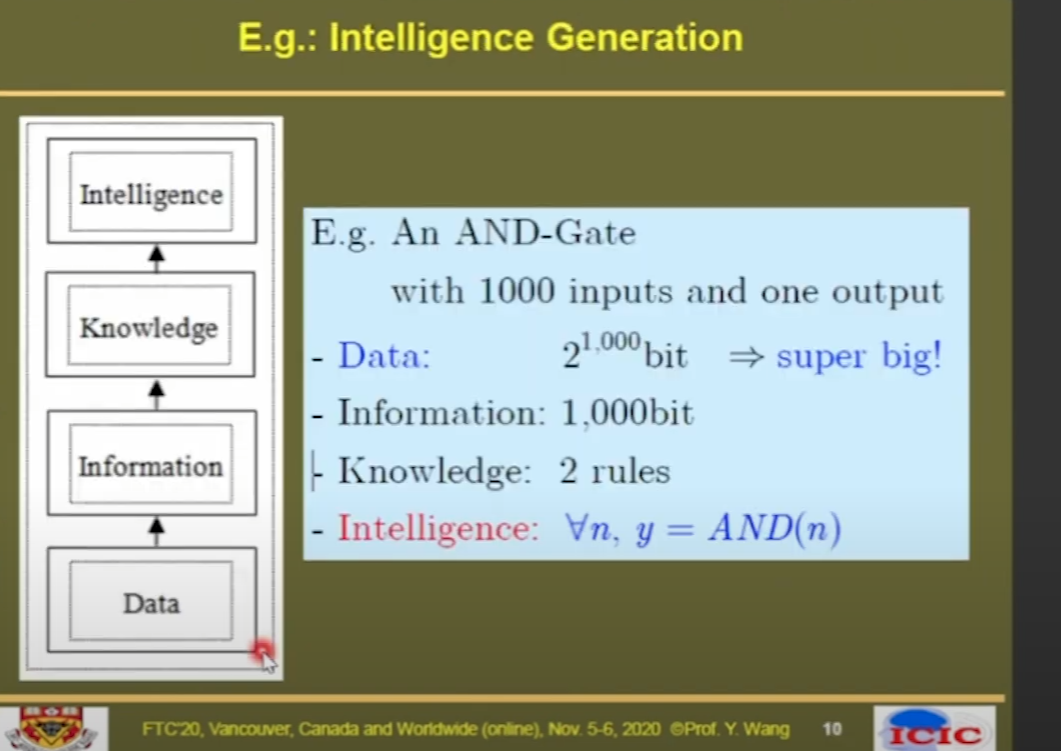 E.g.: Intelligence Generation
Intelligence
Knowledge
Information
Data
E.g. An AND-Gate
with 1000 inputs and one output
- Data: 2^1,000 bit ⇒ super big!
- Information: 1,000bit
- Knowledge: 2 rules
- Intelligence: ∀n, y = AND(n)
FTC'20, Vancouver, Canada and Worldwide (online), Nov. 5-6, 2020 ©Prof. Y. Wang 10
ICIC